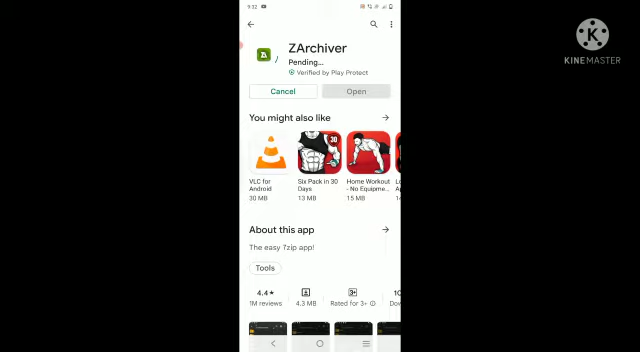 9:32
ZArchiver
Pending...
Verified by Play Protect
Cancel
Open
You might also like
VLC for Android
30 MB
Six Pack in 30 Days
13 MB
Home Workout - No Equipme...
15 MB
About this app
The easy 7zip app!
Tools
4.4★
1M reviews
4.3 MB
3+
Rated for 3+
K
KINEMASTER